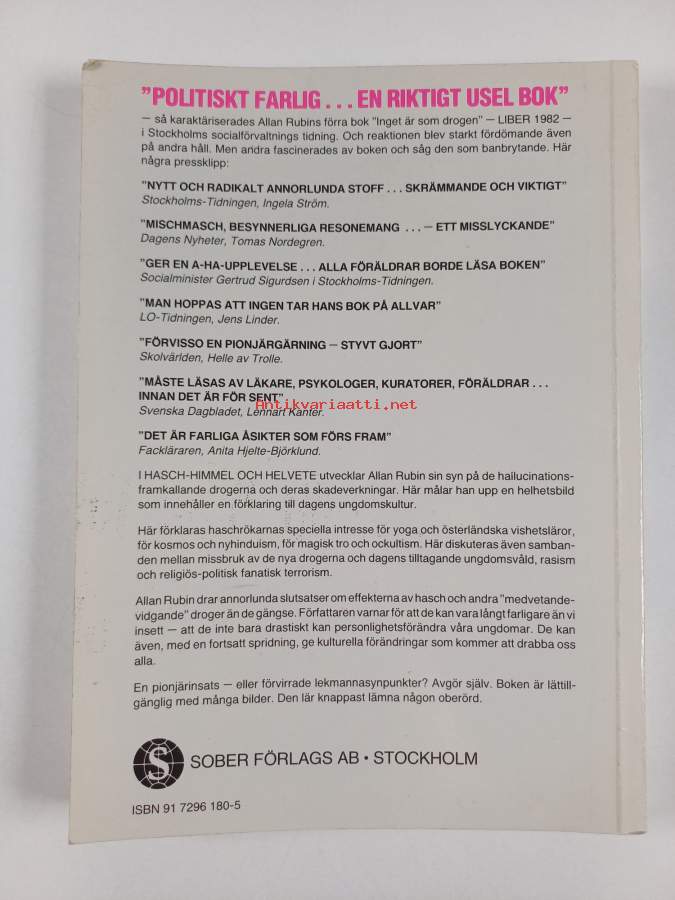 "POLITISKT FARLIG . . . EN RIKTIGT USEL BOK"
— så karaktäriserades Allan Rubins förra bok "Inget är som drogen" — LIBER 1982 —
i Stockholms socialförvaltnings tidning. Och reaktionen blev starkt fördömande även
på andra håll. Men andra fascinerades av boken och såg den som banbrytande. Här
några pressklipp:
"NYTT OCH RADIKALT ANNORLUNDA STOFF . . . SKRÄMMANDE OCH VIKTIGT"
Stockholms-Tidningen, Ingela Ström.
"MISCHMASCH, BESYNNERLIGA RESONEMANG . . . — ETT MISSLYCKANDE"
Dagens Nyheter, Tomas Nordegren.
"GER EN A-HA-UPPLEVELSE . . . ALLA FÖRÄLDRAR BORDE LÄSA BOKEN"
Socialminister Gertrud Sigurdsen i Stockholms-Tidningen.
"MAN HOPPAS ATT INGEN TAR HANS BOK PÅ ALLVAR"
LO-Tidningen, Jens Linder.
"FÖRVISSO EN PIONJÄRGÄRNING — STYVT GJORT"
Skolvärlden, Helle av Trolle.
"MÅSTE LÄSAS AV LÄKARE, PSYKOLOGER, KURATORER, FÖRÄLDRAR . . .
INNAN DET ÄR FÖR SENT"
Antikvariaatti.net
Svenska Dagbladet, Lennart Kanter.
"DET ÄR FARLIGA ÅSIKTER SOM FÖRS FRAM"
Fackläraren, Anita Hjelte-Björklund.
I HASCH-HIMMEL OCH HELVETE utvecklar Allan Rubin sin syn på de hallucinations-
framkallande drogerna och deras skadeverkningar. Här målar han upp en helhetsbild
som innehåller en förklaring till dagens ungdomskultur.
Här förklaras haschrökarnas speciella intresse för yoga och österländska vishetsläror,
för kosmos och nyhinduism, för magisk tro och ockultism. Här diskuteras även samban-
den mellan missbruk av de nya drogerna och dagens tilltagande ungdomsvåld, rasism
och religiös-politisk fanatisk terrorism.
Allan Rubin drar annorlunda slutsatser om effekterna av hasch och andra "medvetande-
vidgande" droger än de gängse. Författaren varnar för att de kan vara långt farligare än vi
insett — att de inte bara drastiskt kan personlighetsförändra våra ungdomar. De kan
även, med en fortsatt spridning, ge kulturella förändringar som kommer att drabba oss
alla.
En pionjärinsats — eller förvirrade lekmannasynpunkter? Avgör själv. Boken är lättill-
gänglig med många bilder. Den lär knappast lämna någon oberörd.
S SOBER FÖRLAGS AB • STOCKHOLM
ISBN 91 7296 180-5